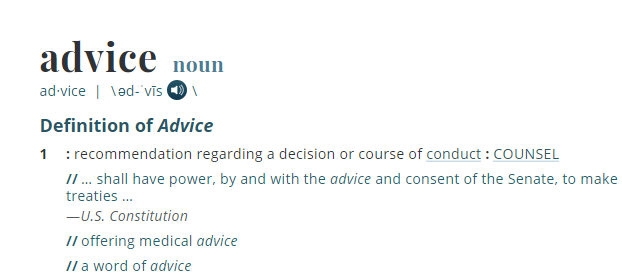 advice noun
ad·vice | \ əd-ˈvīs \
Definition of Advice
1 : recommendation regarding a decision or course of conduct : COUNSEL
// … shall have power, by and with the advice and consent of the Senate, to make
treaties …
—U.S. Constitution
// offering medical advice
// a word of advice